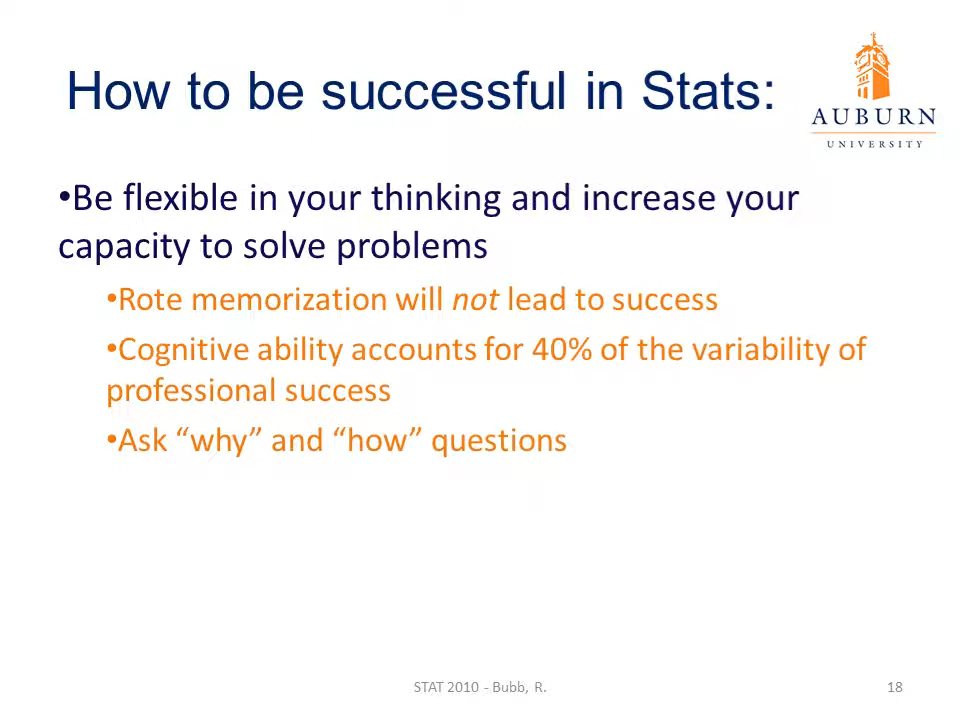 How to be successful in Stats:
AUBURN
UNIVERSITY
•Be flexible in your thinking and increase your
capacity to solve problems
•Rote memorization will not lead to success
•Cognitive ability accounts for 40% of the variability of
professional success
•Ask “why” and “how” questions
STAT 2010 - Bubb, R.
18